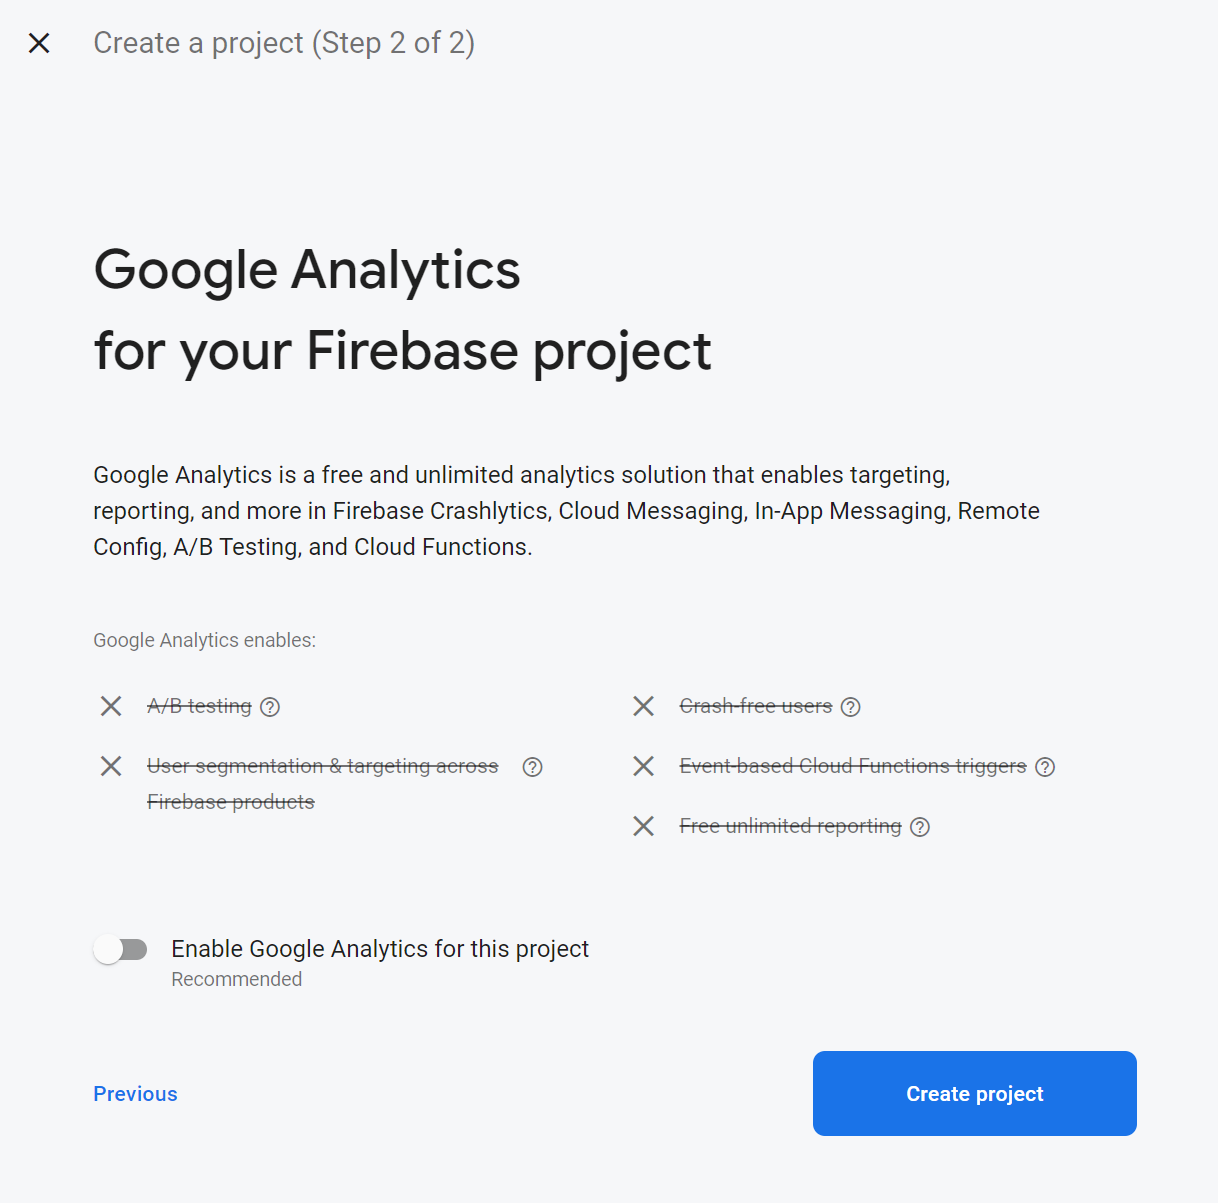 Create a project (Step 2 of 2)
Google Analytics
for your Firebase project
Google Analytics is a free and unlimited analytics solution that enables targeting,
reporting, and more in Firebase Crashlytics, Cloud Messaging, In-App Messaging, Remote
Config, A/B Testing, and Cloud Functions.
Google Analytics enables:
A/B testing
User segmentation & targeting across
Firebase products
Crash-free users
Event-based Cloud Functions triggers
Free unlimited reporting
Enable Google Analytics for this project
Recommended
Previous
Create project